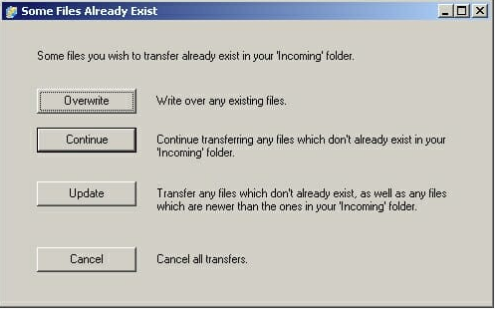 Some Files Already Exist
Some files you wish to transfer already exist in your 'Incoming' folder.
Overwrite
Write over any existing files.
Continue
Continue transferring any files which don't already exist in your
'Incoming' folder.
Update
Transfer any files which don't already exist, as well as any files
which are newer than the ones in your 'Incoming' folder.
Cancel
Cancel all transfers.